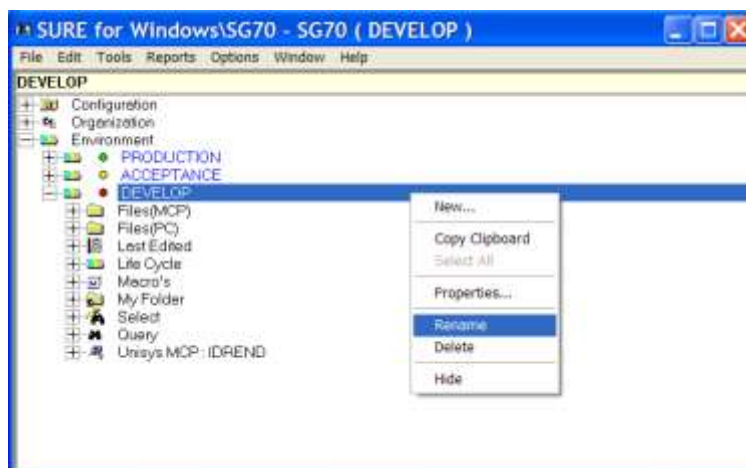 SURE for Windows\SG70 - SG70 ( DEVELOP )
File Edit Tools Reports Options Window Help
DEVELOP
Configuration
Organization
Environment
PRODUCTION
ACCEPTANCE
DEVELOP
Files(MCP)
Files(PC)
Last Edited
Life Cycle
Macro's
My Folder
Select
Query
Unisys MCP : IDREND
New...
Copy Clipboard
Select All
Properties...
Rename
Delete
Hide